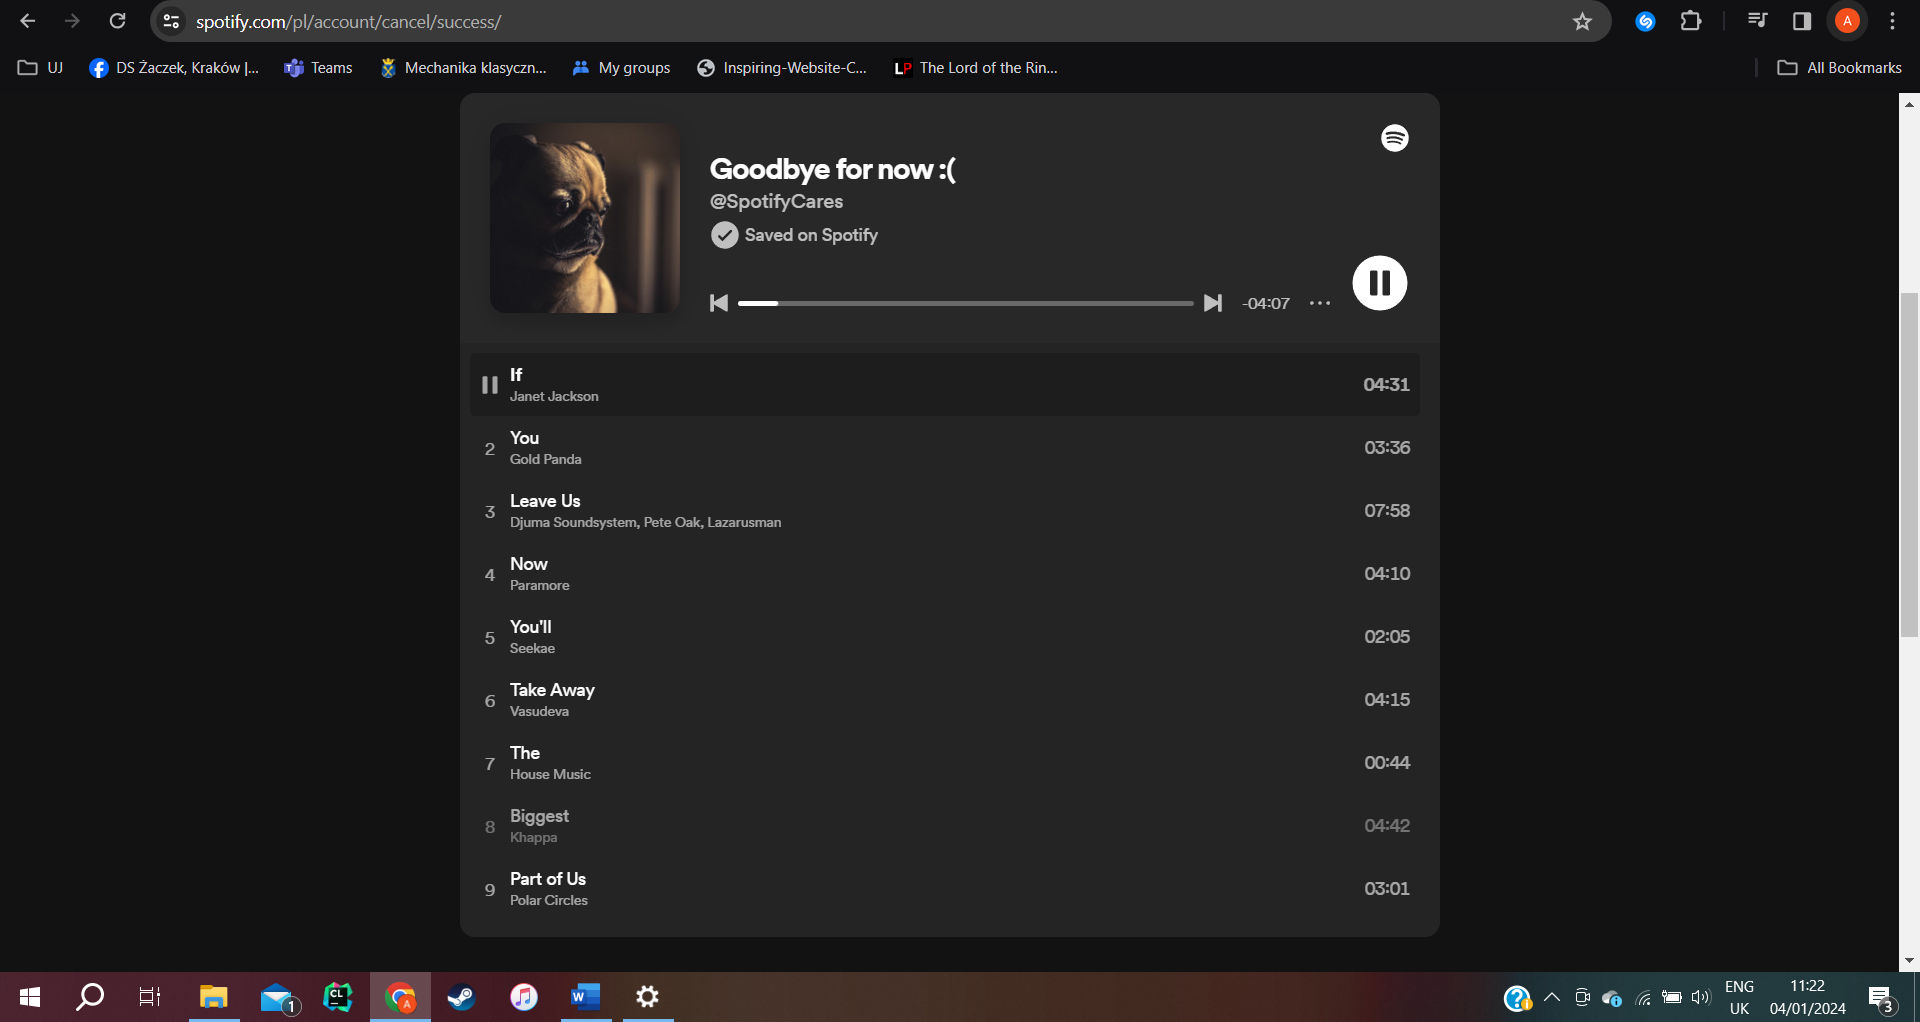 spotify.com/pl/account/cancel/success/
A
UJ
DS Żaczek, Kraków |...
Teams
Mechanika klasyczn...
My groups
Inspiring-Website-C...
LP
The Lord of the Rin...
All Bookmarks
Goodbye for now :(
@SpotifyCares
Saved on Spotify
-04:07
If
Janet Jackson
04:31
2
You
Gold Panda
03:36
3
Leave Us
Djuma Soundsystem, Pete Oak, Lazarusman
07:58
4
Now
Paramore
04:10
5
You'll
Seekae
02:05
6
Take Away
Vasudeva
04:15
7
The
House Music
00:44
8
Biggest
Khappa
04:42
9
Part of Us
Polar Circles
03:01
1
CL
A
W
ENG
UK
11:22
04/01/2024
3